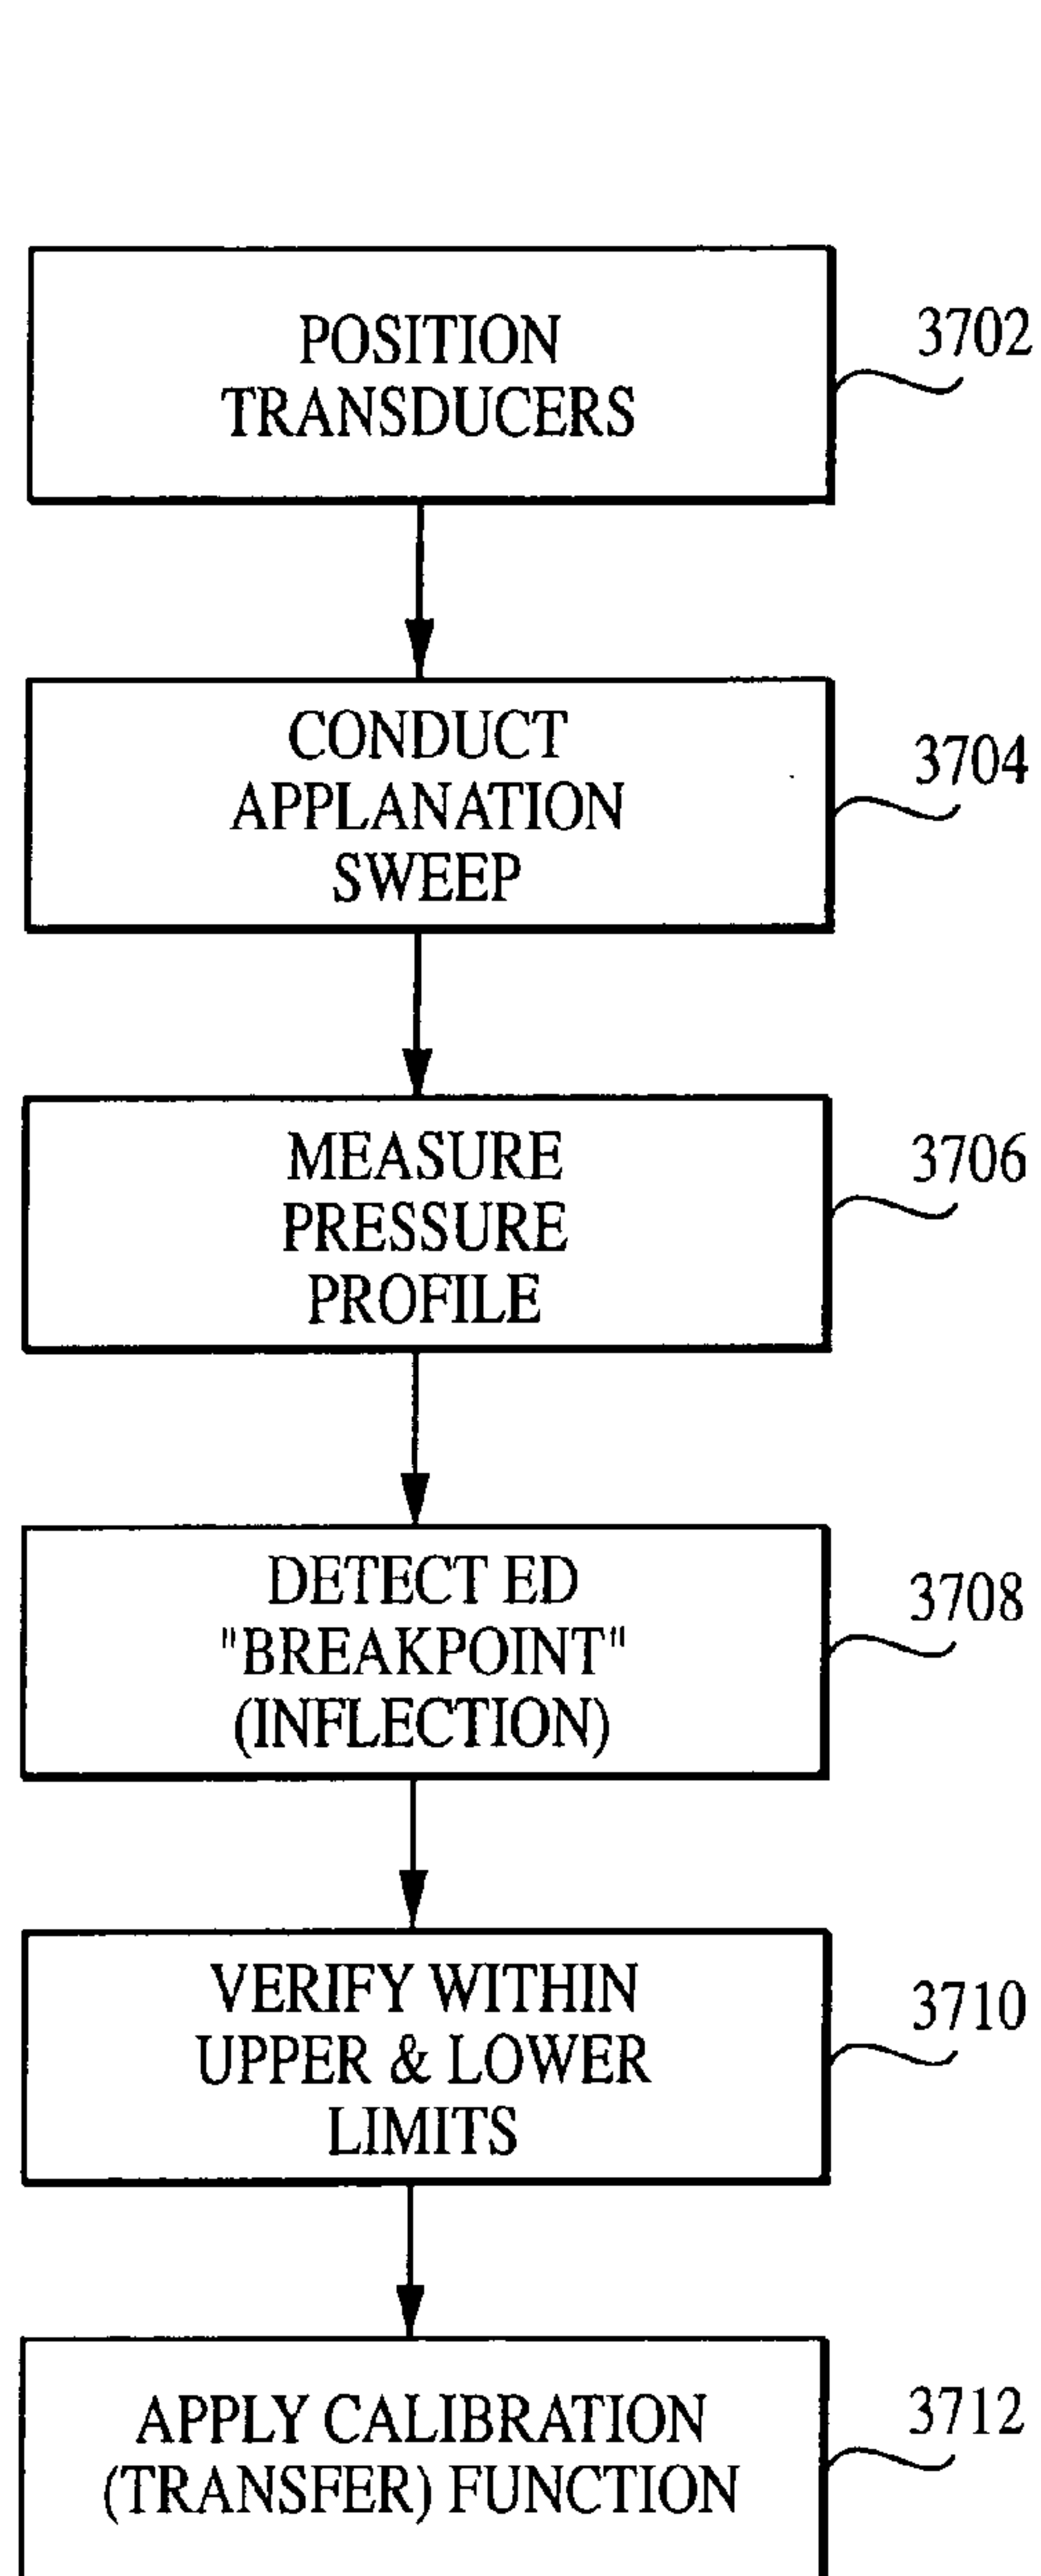 POSITION
TRANSDUCERS
3702
CONDUCT
APPLANATION
SWEEP
3704
MEASURE
PRESSURE
PROFILE
3706
DETECT ED
"BREAKPOINT"
(INFLECTION)
3708
VERIFY WITHIN
UPPER & LOWER
LIMITS
3710
APPLY CALIBRATION
(TRANSFER) FUNCTION
3712